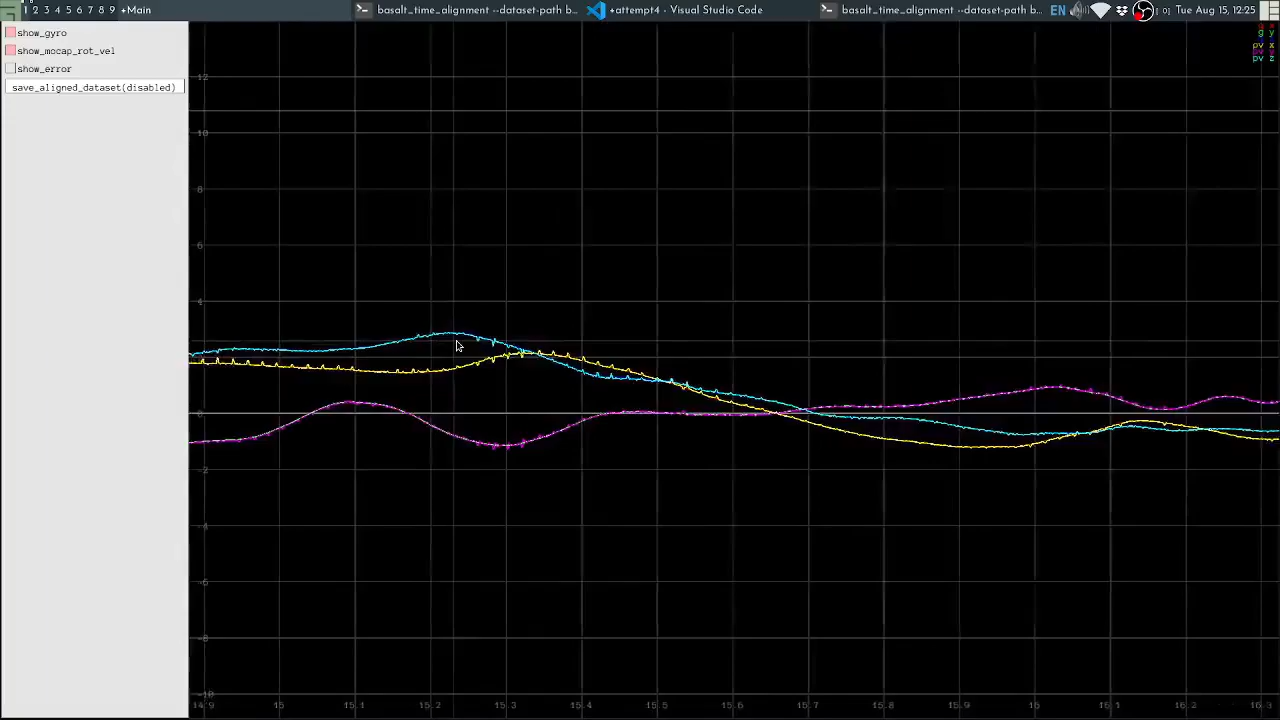 1 2 3 4 5 6 7 8 9 +Main
basalt_time_alignment --dataset-path b...
+attempt4 - Visual Studio Code
basalt_time_alignment --dataset-path b...
EN
Tue Aug 15, 12:25
show_gyro
show_mocap_rot_vel
show_error
save_aligned_dataset(disabled)
g y
pv x
pv y
pv z
12
10
8
6
4
2
0
-2
-4
-6
-8
-10
14.9 15 15.1 15.2 15.3 15.4 15.5 15.6 15.7 15.8 15.9 16 16.1 16.2 16.3